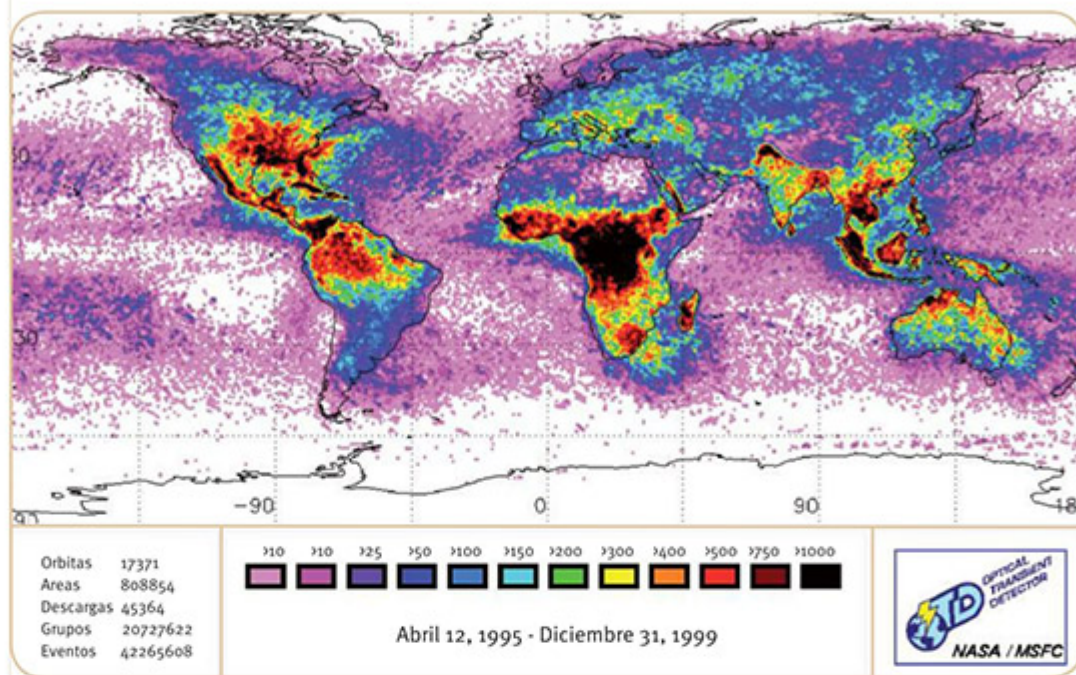 30
30
90
-90
0
90
18
›10 ›10 ›25 ›50 ›100 ›150 ›200 ›300 ›400 ›500 ›750 ›1000
Orbitas 17371
Areas 808854
Descargas 45364
Grupos 20727622
Eventos 42265608
Abril 12, 1995 - Diciembre 31, 1999
OTD
OPTICAL
TRANSIENT
DETECTOR
NASA / MSFC